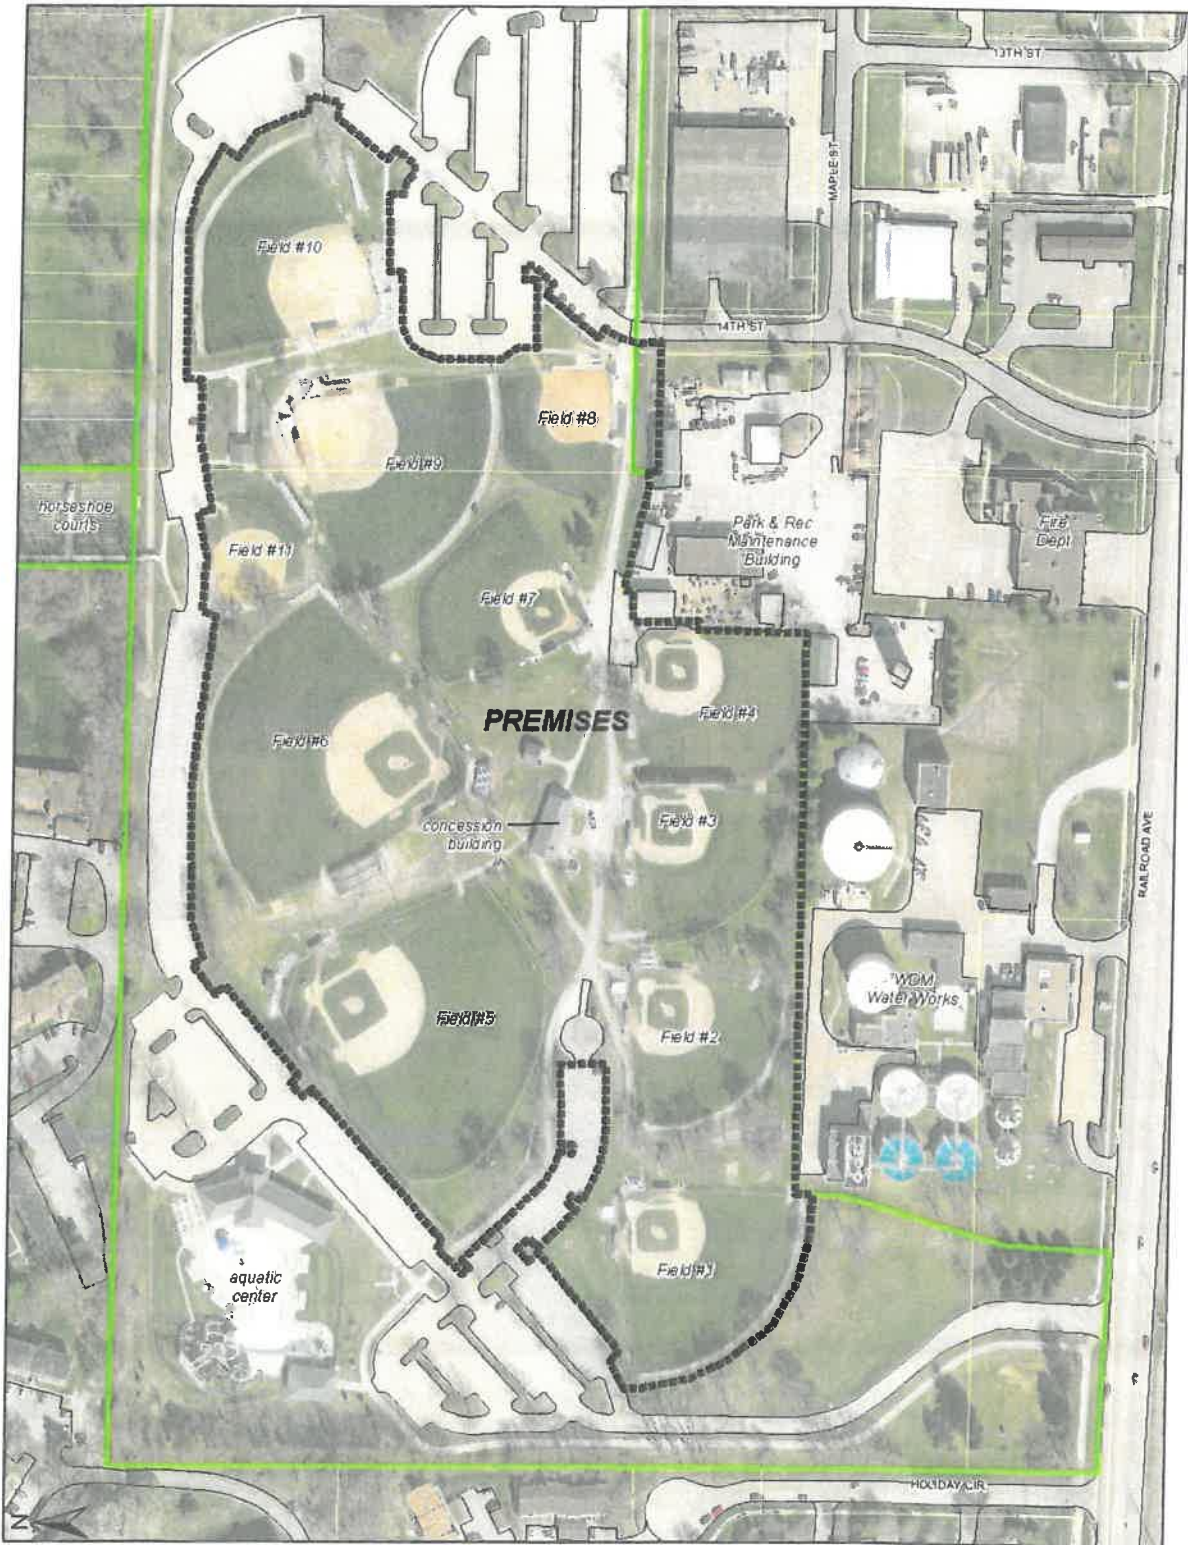 13TH ST
MAPLE ST
Field #10
14TH ST
Field #8
Field #9
horseshoe
courts
Park & Rec
Maintenance
Building
Fire
Dept
Field #11
Field #7
PREMISES
Field #4
Field #6
Field #3
concession
building
RAILROAD AVE
WDM
Water Works
Field #5
Field #2
aquatic
center
Field #1
HOLIDAY CIR
N